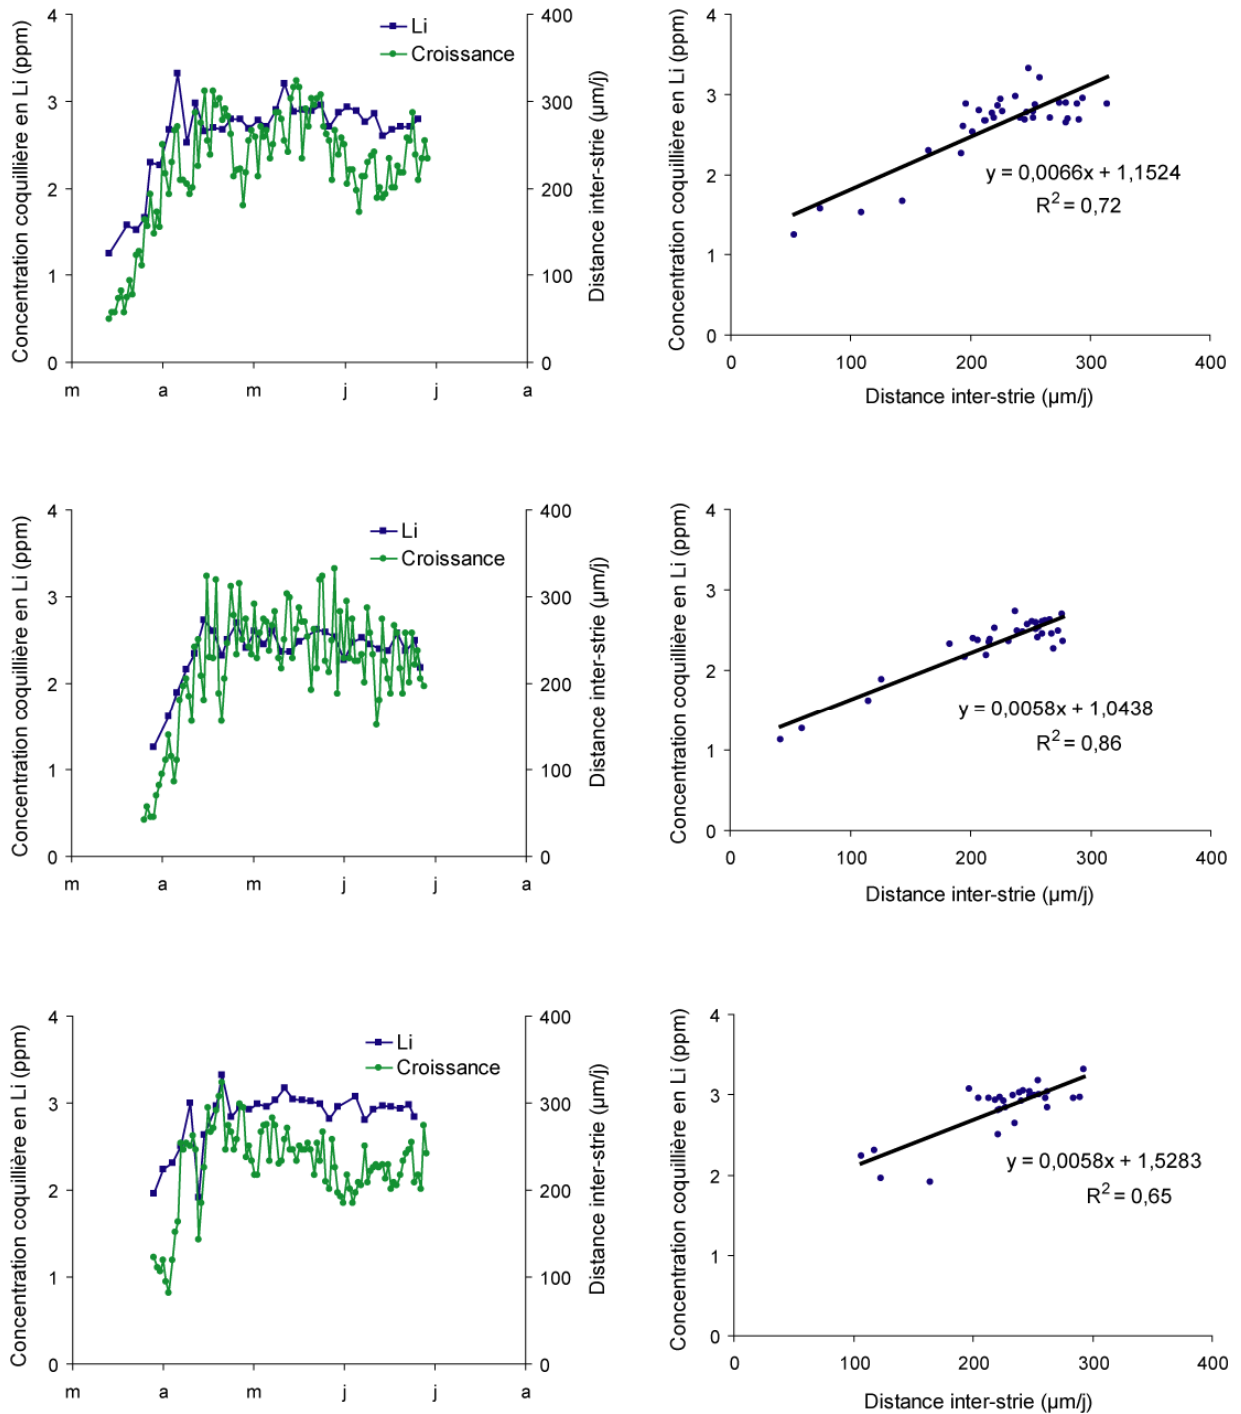 Concentration coquillière en Li (ppm)
4
3
2
1
0
m
a
m
j
j
a
400
300
200
100
0
Distance inter-strie (µm/j)
Li
Croissance
Concentration coquillière en Li (ppm)
4
3
2
1
0
0
100
200
300
400
Distance inter-strie (µm/j)
y = 0,0066x + 1,1524
R² = 0,72
Concentration coquillière en Li (ppm)
4
3
2
1
0
m
a
m
j
j
a
400
300
200
100
0
Distance inter-strie (µm/j)
Li
Croissance
Concentration coquillière en Li (ppm)
4
3
2
1
0
0
100
200
300
400
Distance inter-strie (µm/j)
y = 0,0058x + 1,0438
R² = 0,86
Concentration coquillière en Li (ppm)
4
3
2
1
0
m
a
m
j
j
a
400
300
200
100
0
Distance inter-strie (µm/j)
Li
Croissance
Concentration coquillière en Li (ppm)
4
3
2
1
0
0
100
200
300
400
Distance inter-strie (µm/j)
y = 0,0058x + 1,5283
R² = 0,65